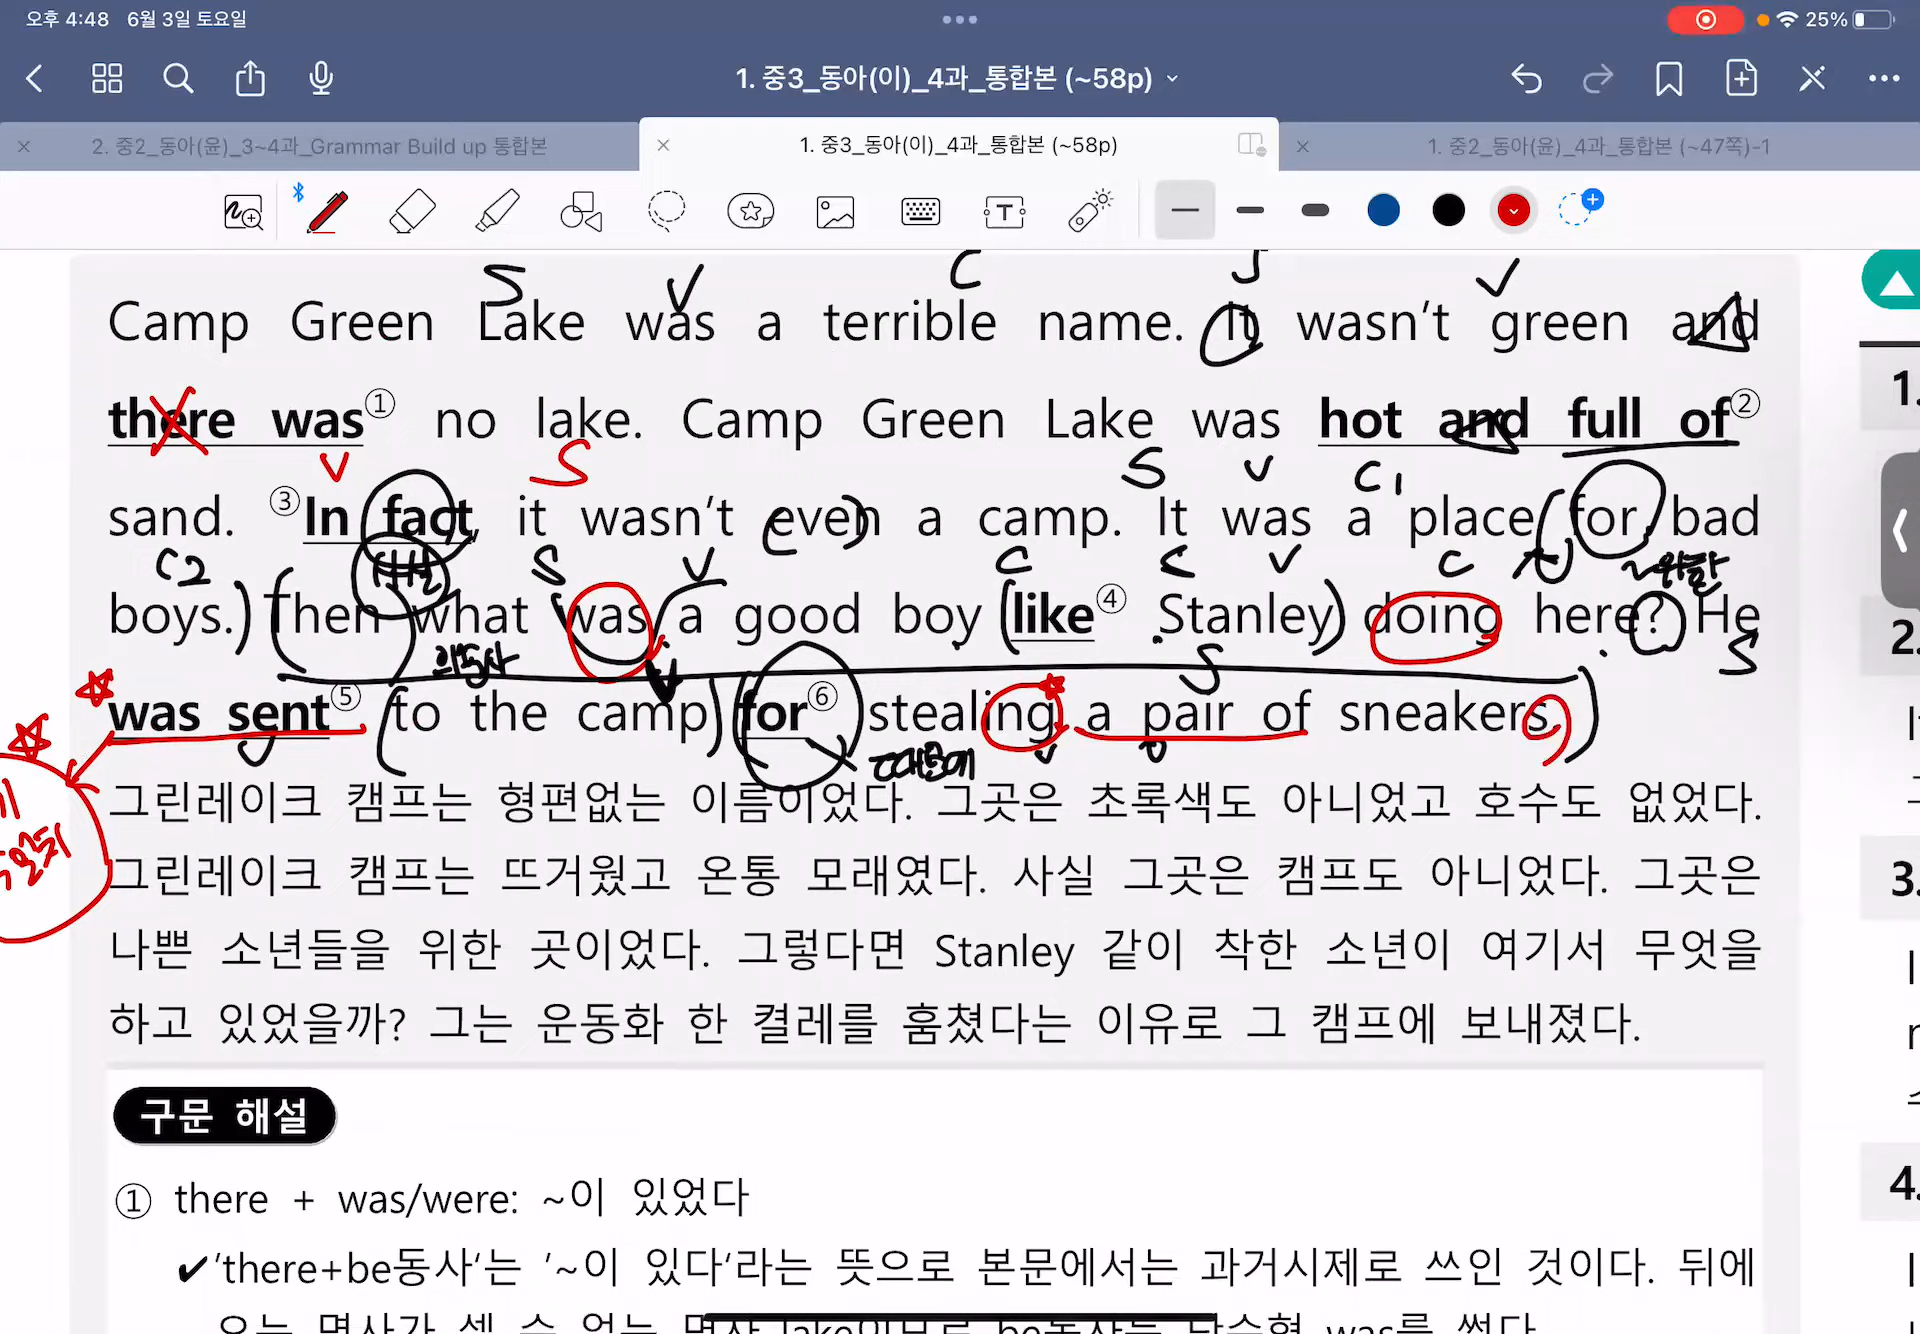 오후 4:48 6월 3일 토요일
25%
1. 중3_동아(이)_4과_통합본 (~58p)
2. 중2_동아(윤)_3~4과_Grammar Build up 통합본
1. 중3_동아(이)_4과_통합본 (~58p)
1. 중2_동아(윤)_4과_통합본 (~47쪽)-1
S V C S V
Camp Green Lake was a terrible name. It wasn't green and
there was① no lake. Camp Green Lake was hot and full of②
V S S V C1
sand. ③In fact, it wasn't even a camp. It was a place for bad
C2 사실 S V C S V C ~위한
boys. Then what was a good boy like④ Stanley doing here? He
의문사 V S S
was sent⑤ to the camp for⑥ stealing a pair of sneakers.
때문에
그린레이크 캠프는 형편없는 이름이었다. 그곳은 초록색도 아니었고 호수도 없었다.
그린레이크 캠프는 뜨거웠고 온통 모래였다. 사실 그곳은 캠프도 아니었다. 그곳은
나쁜 소년들을 위한 곳이었다. 그렇다면 Stanley 같이 착한 소년이 여기서 무엇을
하고 있었을까? 그는 운동화 한 켤레를 훔쳤다는 이유로 그 캠프에 보내졌다.
구문 해설
① there + was/were: ~이 있었다
✔'there+be동사'는 '~이 있다'라는 뜻으로 본문에서는 과거시제로 쓰인 것이다. 뒤에
1.
2.
3.
4.